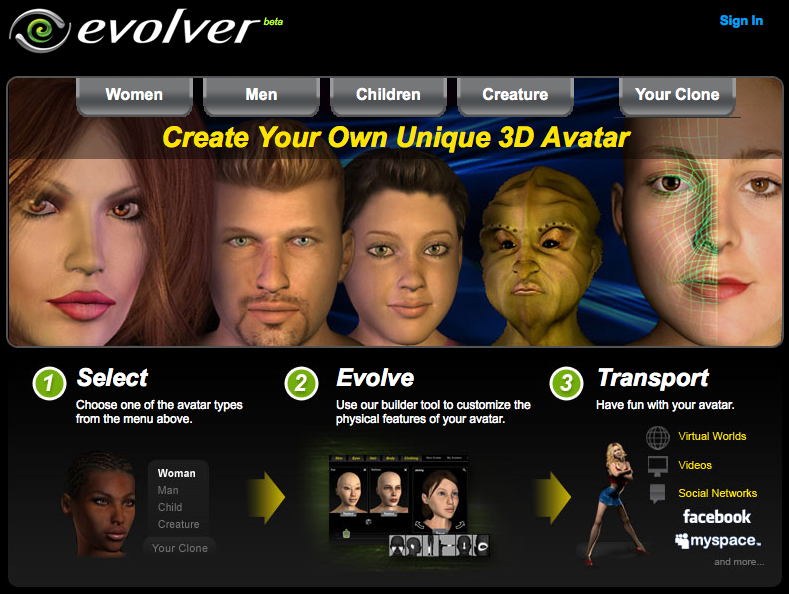 evolver beta
Sign In
Women Men Children Creature Your Clone
Create Your Own Unique 3D Avatar
1 Select
Choose one of the avatar types
from the menu above.
Woman
Man
Child
Creature
Your Clone
2 Evolve
Use our builder tool to customize the
physical features of your avatar.
3 Transport
Have fun with your avatar.
Virtual Worlds
Videos
Social Networks
facebook
myspace.
and more...